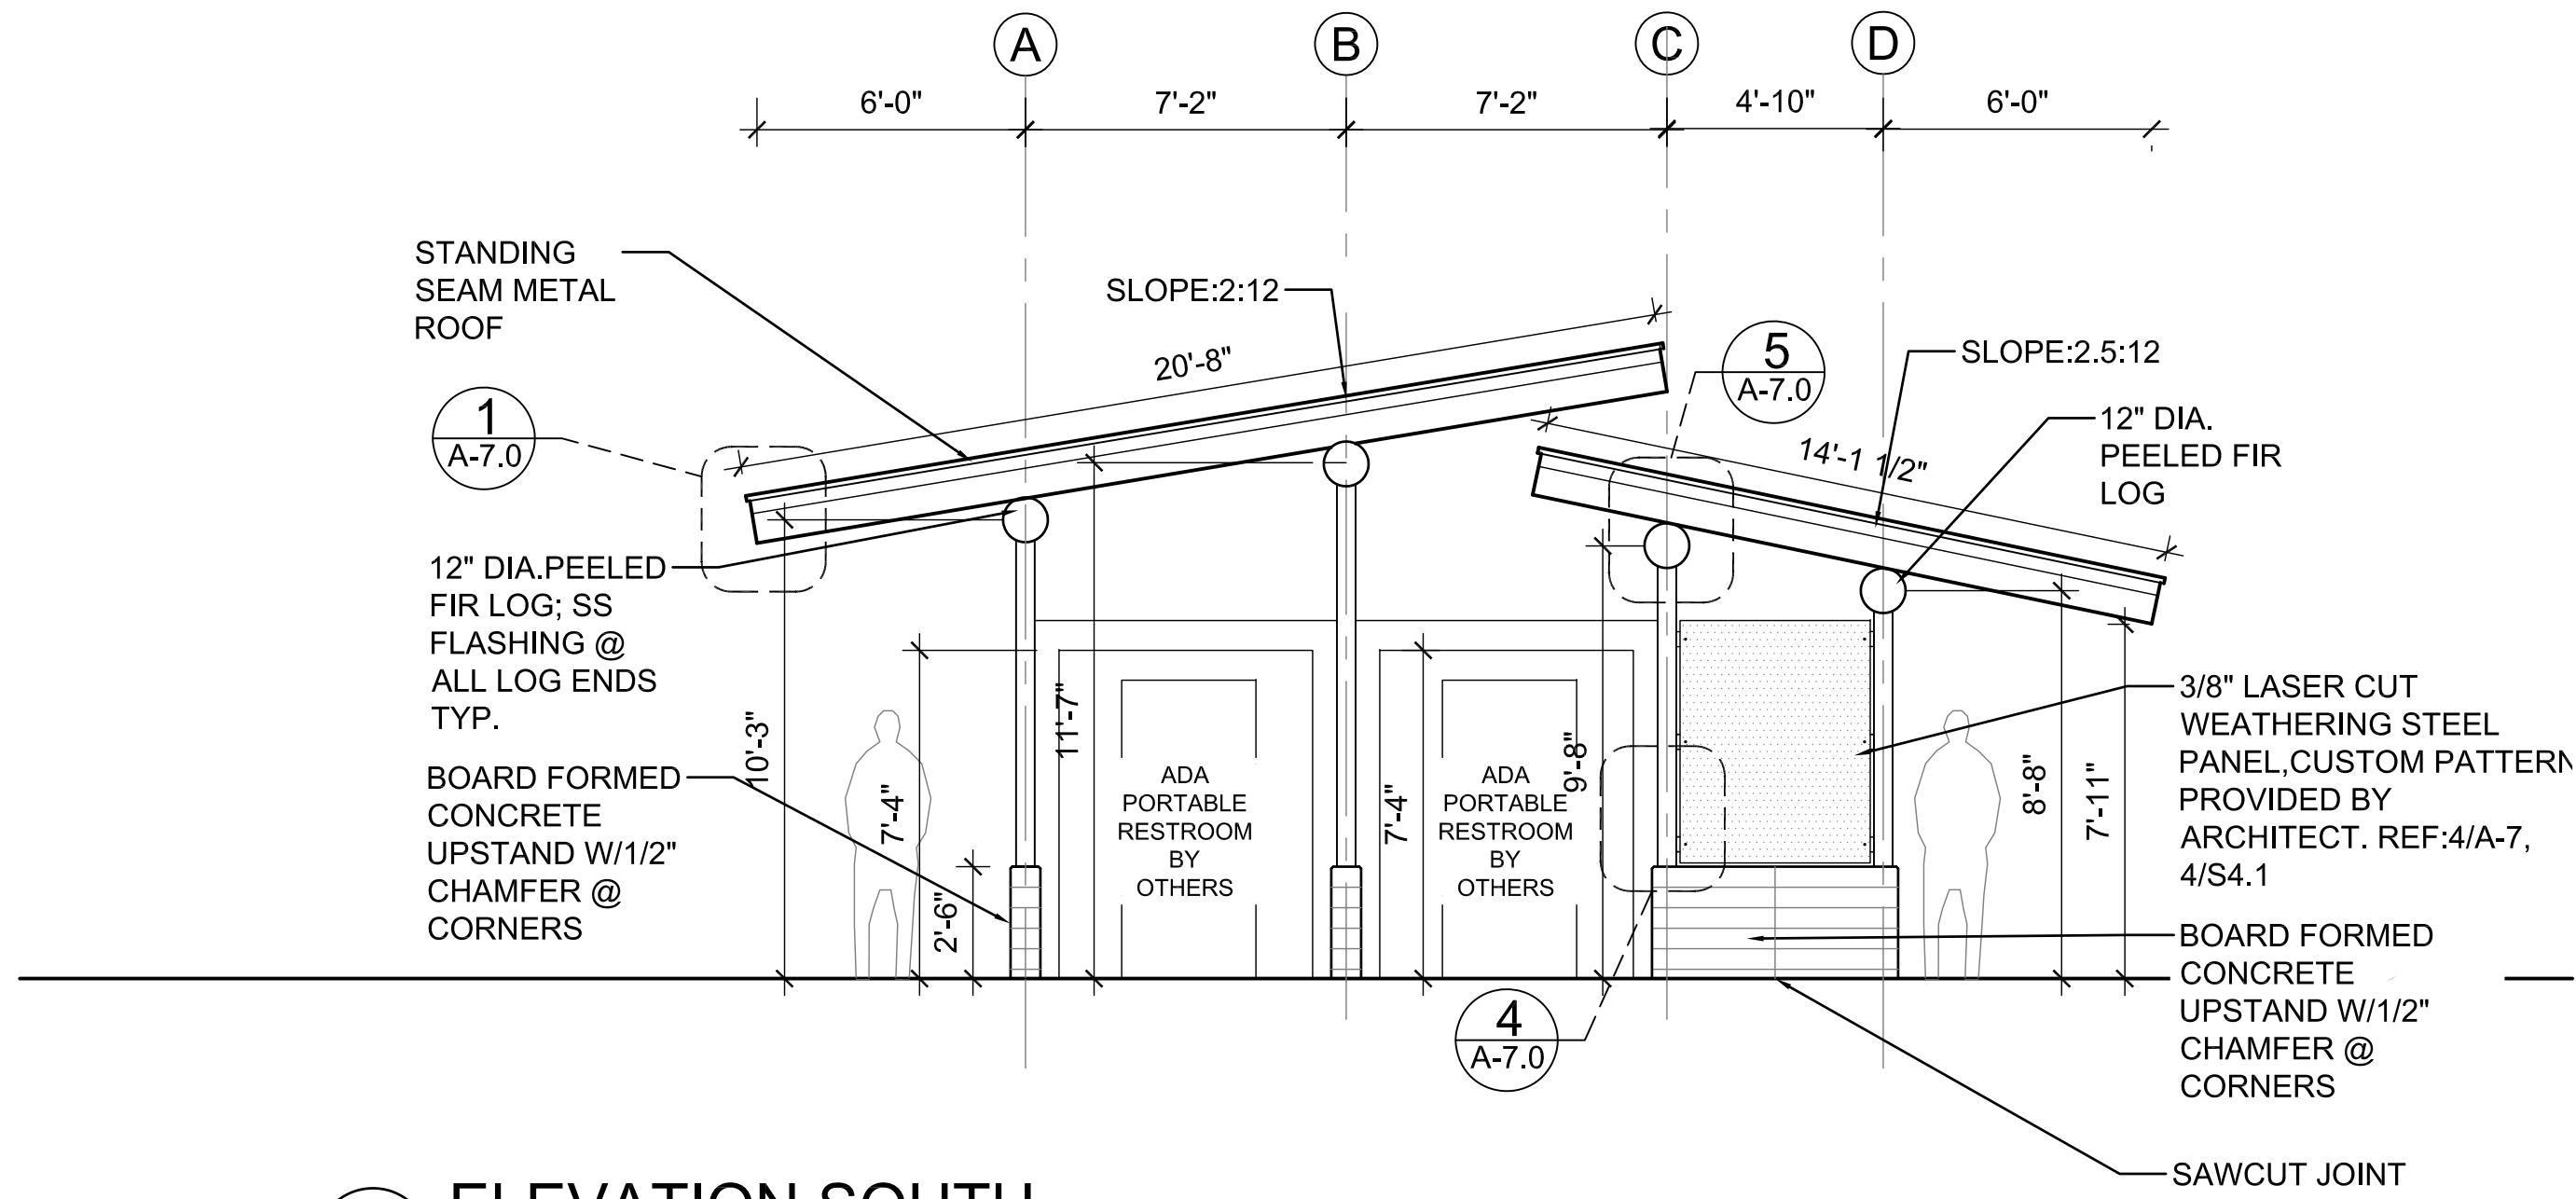 A
B
C
D
6'-0"
7'-2"
7'-2"
4'-10"
6'-0"
STANDING
SEAM METAL
ROOF
SLOPE:2:12
20'-8"
5
A-7.0
SLOPE:2.5:12
1
A-7.0
14'-1 1/2"
12" DIA.
PEELED FIR
LOG
12" DIA.PEELED
FIR LOG; SS
FLASHING @
ALL LOG ENDS
TYP.
BOARD FORMED
CONCRETE
UPSTAND W/1/2"
CHAMFER @
CORNERS
10'-3"
7'-4"
2'-6"
11'-7"
ADA
PORTABLE
RESTROOM
BY
OTHERS
7'-4"
ADA
PORTABLE
RESTROOM
BY
OTHERS
9'-8"
8'-8"
7'-11"
3/8" LASER CUT
WEATHERING STEEL
PANEL,CUSTOM PATTERN
PROVIDED BY
ARCHITECT. REF:4/A-7,
4/S4.1
BOARD FORMED
CONCRETE
UPSTAND W/1/2"
CHAMFER @
CORNERS
4
A-7.0
SAWCUT JOINT
ELEVATION SOUTH